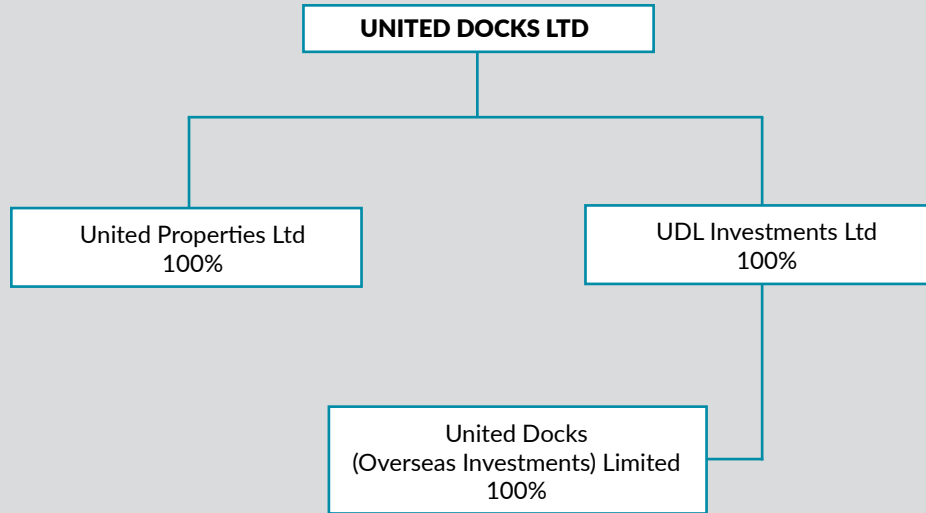 UNITED DOCKS LTD
United Properties Ltd
100%
UDL Investments Ltd
100%
United Docks
(Overseas Investments) Limited
100%